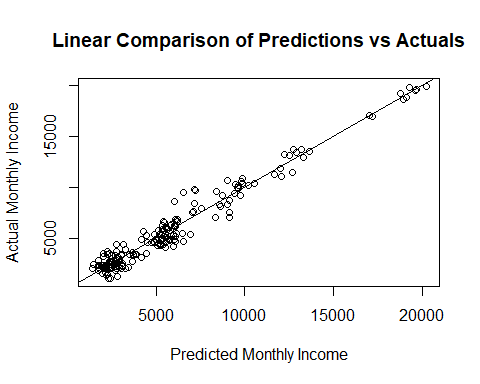 Linear Comparison of Predictions vs Actuals
Actual Monthly Income
15000
5000
5000 10000 15000 20000
Predicted Monthly Income